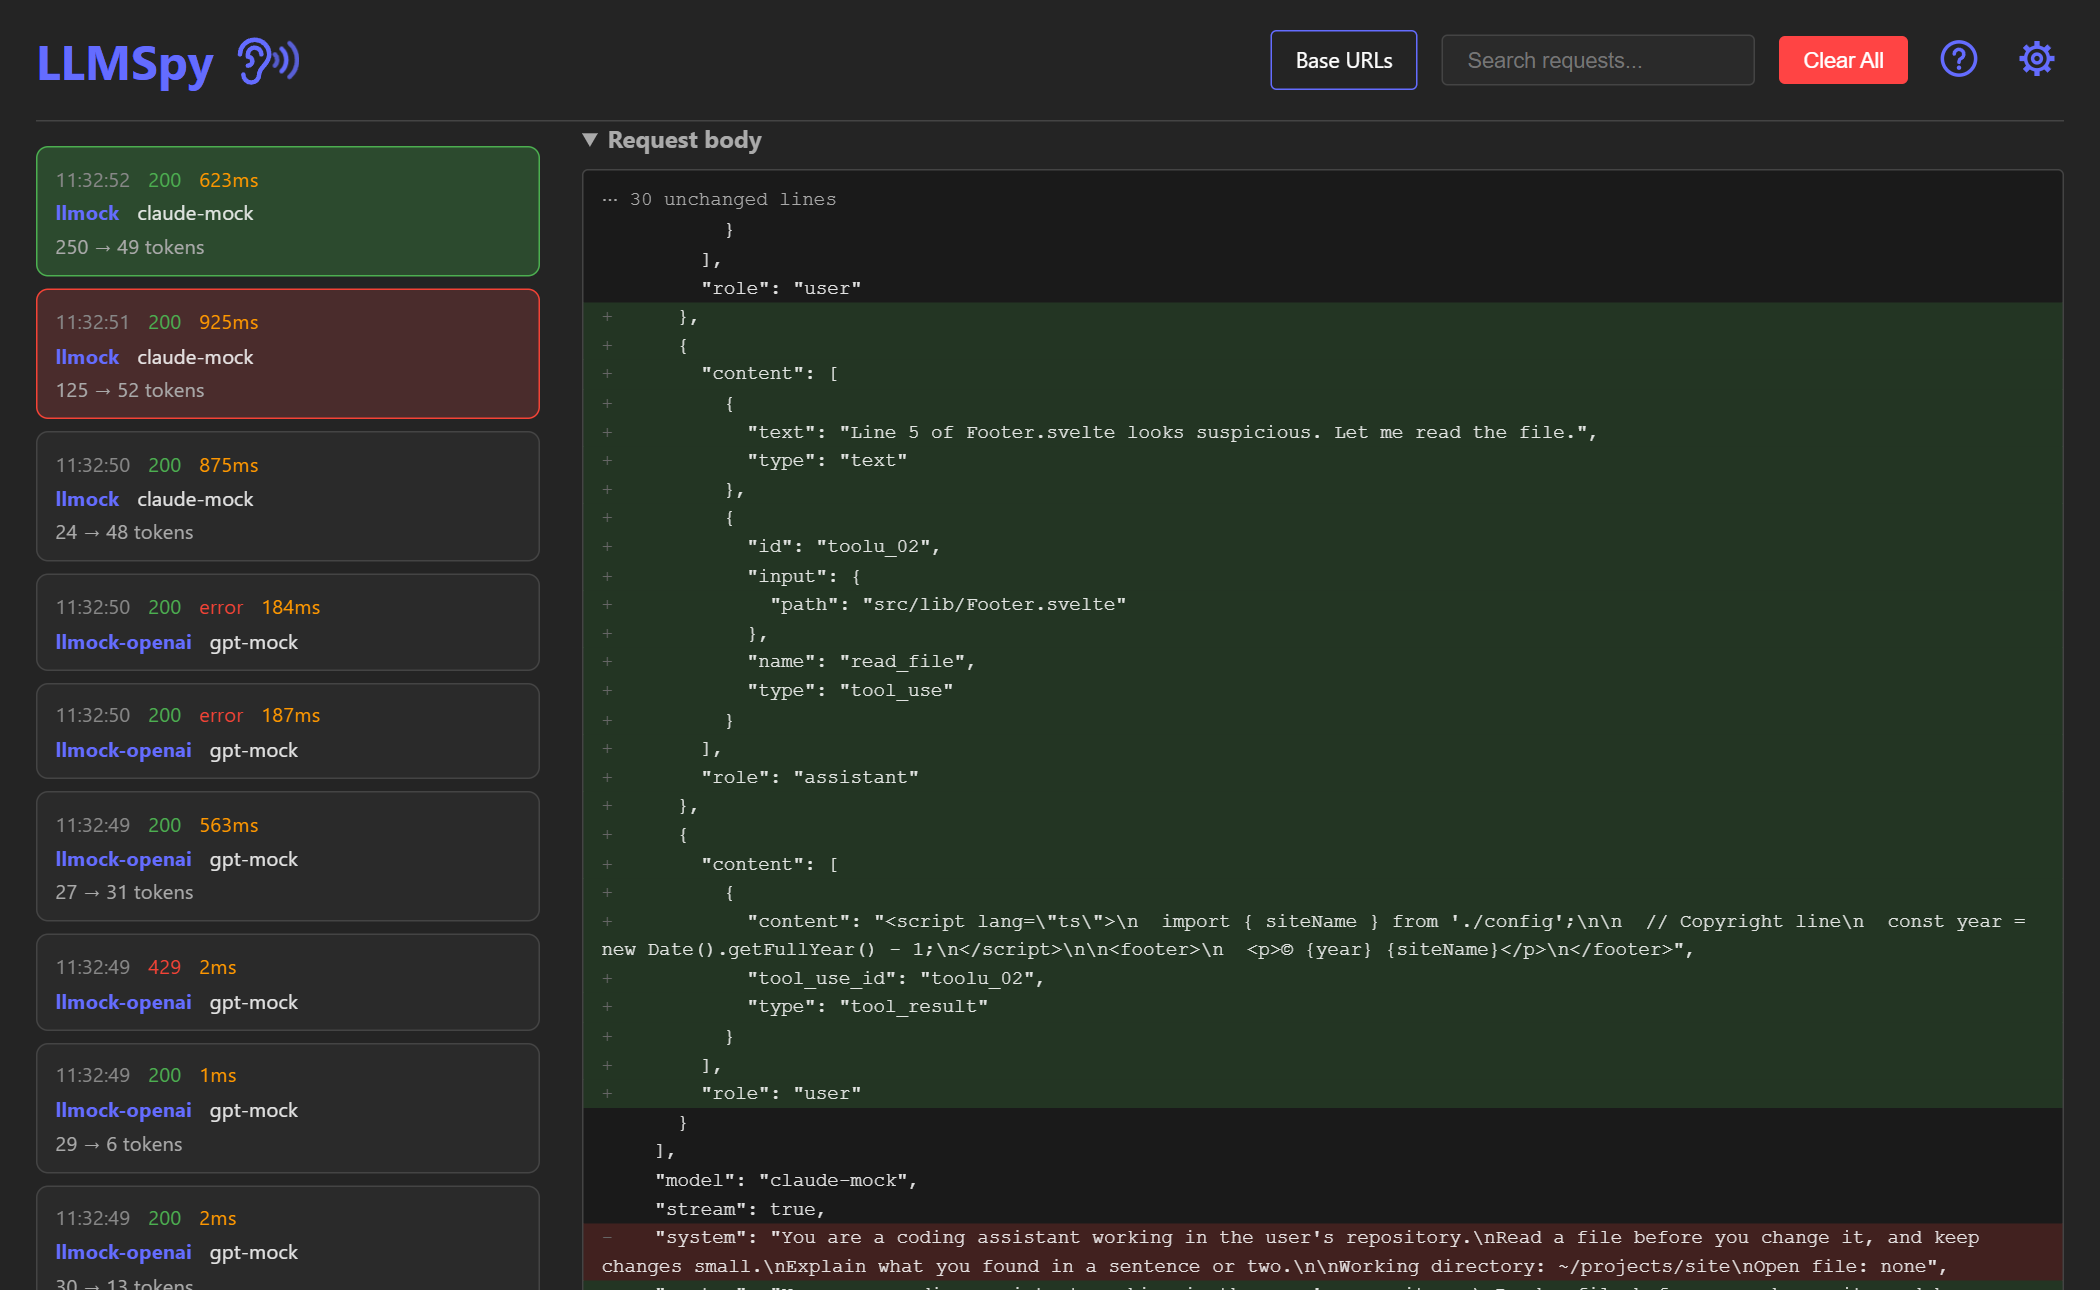 LLMSpy
Base URLs
Search requests...
Clear All
11:32:52 200 623ms
llmock claude-mock
250 → 49 tokens
11:32:51 200 925ms
llmock claude-mock
125 → 52 tokens
11:32:50 200 875ms
llmock claude-mock
24 → 48 tokens
11:32:50 200 error 184ms
llmock-openai gpt-mock
11:32:50 200 error 187ms
llmock-openai gpt-mock
11:32:49 200 563ms
llmock-openai gpt-mock
27 → 31 tokens
11:32:49 429 2ms
llmock-openai gpt-mock
11:32:49 200 1ms
llmock-openai gpt-mock
29 → 6 tokens
11:32:49 200 2ms
llmock-openai gpt-mock
30 → 13 tokens
▼ Request body
··· 30 unchanged lines
}
],
"role": "user"
+ },
+ {
+ "content": [
+ {
+ "text": "Line 5 of Footer.svelte looks suspicious. Let me read the file.",
+ "type": "text"
+ },
+ {
+ "id": "toolu_02",
+ "input": {
+ "path": "src/lib/Footer.svelte"
+ },
+ "name": "read_file",
+ "type": "tool_use"
+ }
+ ],
+ "role": "assistant"
+ },
+ {
+ "content": [
+ {
+ "content": "<script lang=\"ts\">\n  import { siteName } from './config';\n\n  // Copyright line\n  const year =
new Date().getFullYear() - 1;\n</script>\n\n<footer>\n  <p>© {year} {siteName}</p>\n</footer>",
+ "tool_use_id": "toolu_02",
+ "type": "tool_result"
+ }
+ ],
+ "role": "user"
}
],
"model": "claude-mock",
"stream": true,
- "system": "You are a coding assistant working in the user's repository.\nRead a file before you change it, and keep
changes small.\nExplain what you found in a sentence or two.\n\nWorking directory: ~/projects/site\nOpen file: none",